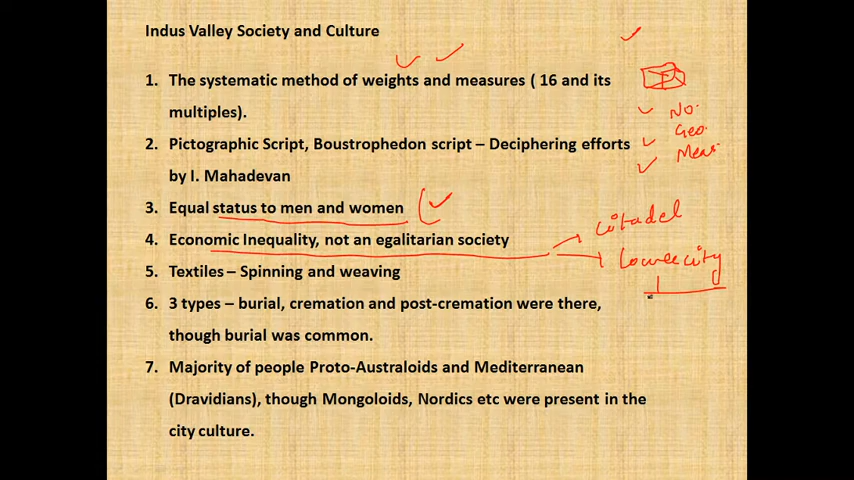 Indus Valley Society and Culture
1. The systematic method of weights and measures ( 16 and its
multiples).
No.
Geo.
Meas.
2. Pictographic Script, Boustrophedon script – Deciphering efforts
by I. Mahadevan
3. Equal status to men and women
citadel
4. Economic Inequality, not an egalitarian society
Lower city
5. Textiles – Spinning and weaving
6. 3 types – burial, cremation and post-cremation were there,
though burial was common.
7. Majority of people Proto-Australoids and Mediterranean
(Dravidians), though Mongoloids, Nordics etc were present in the
city culture.